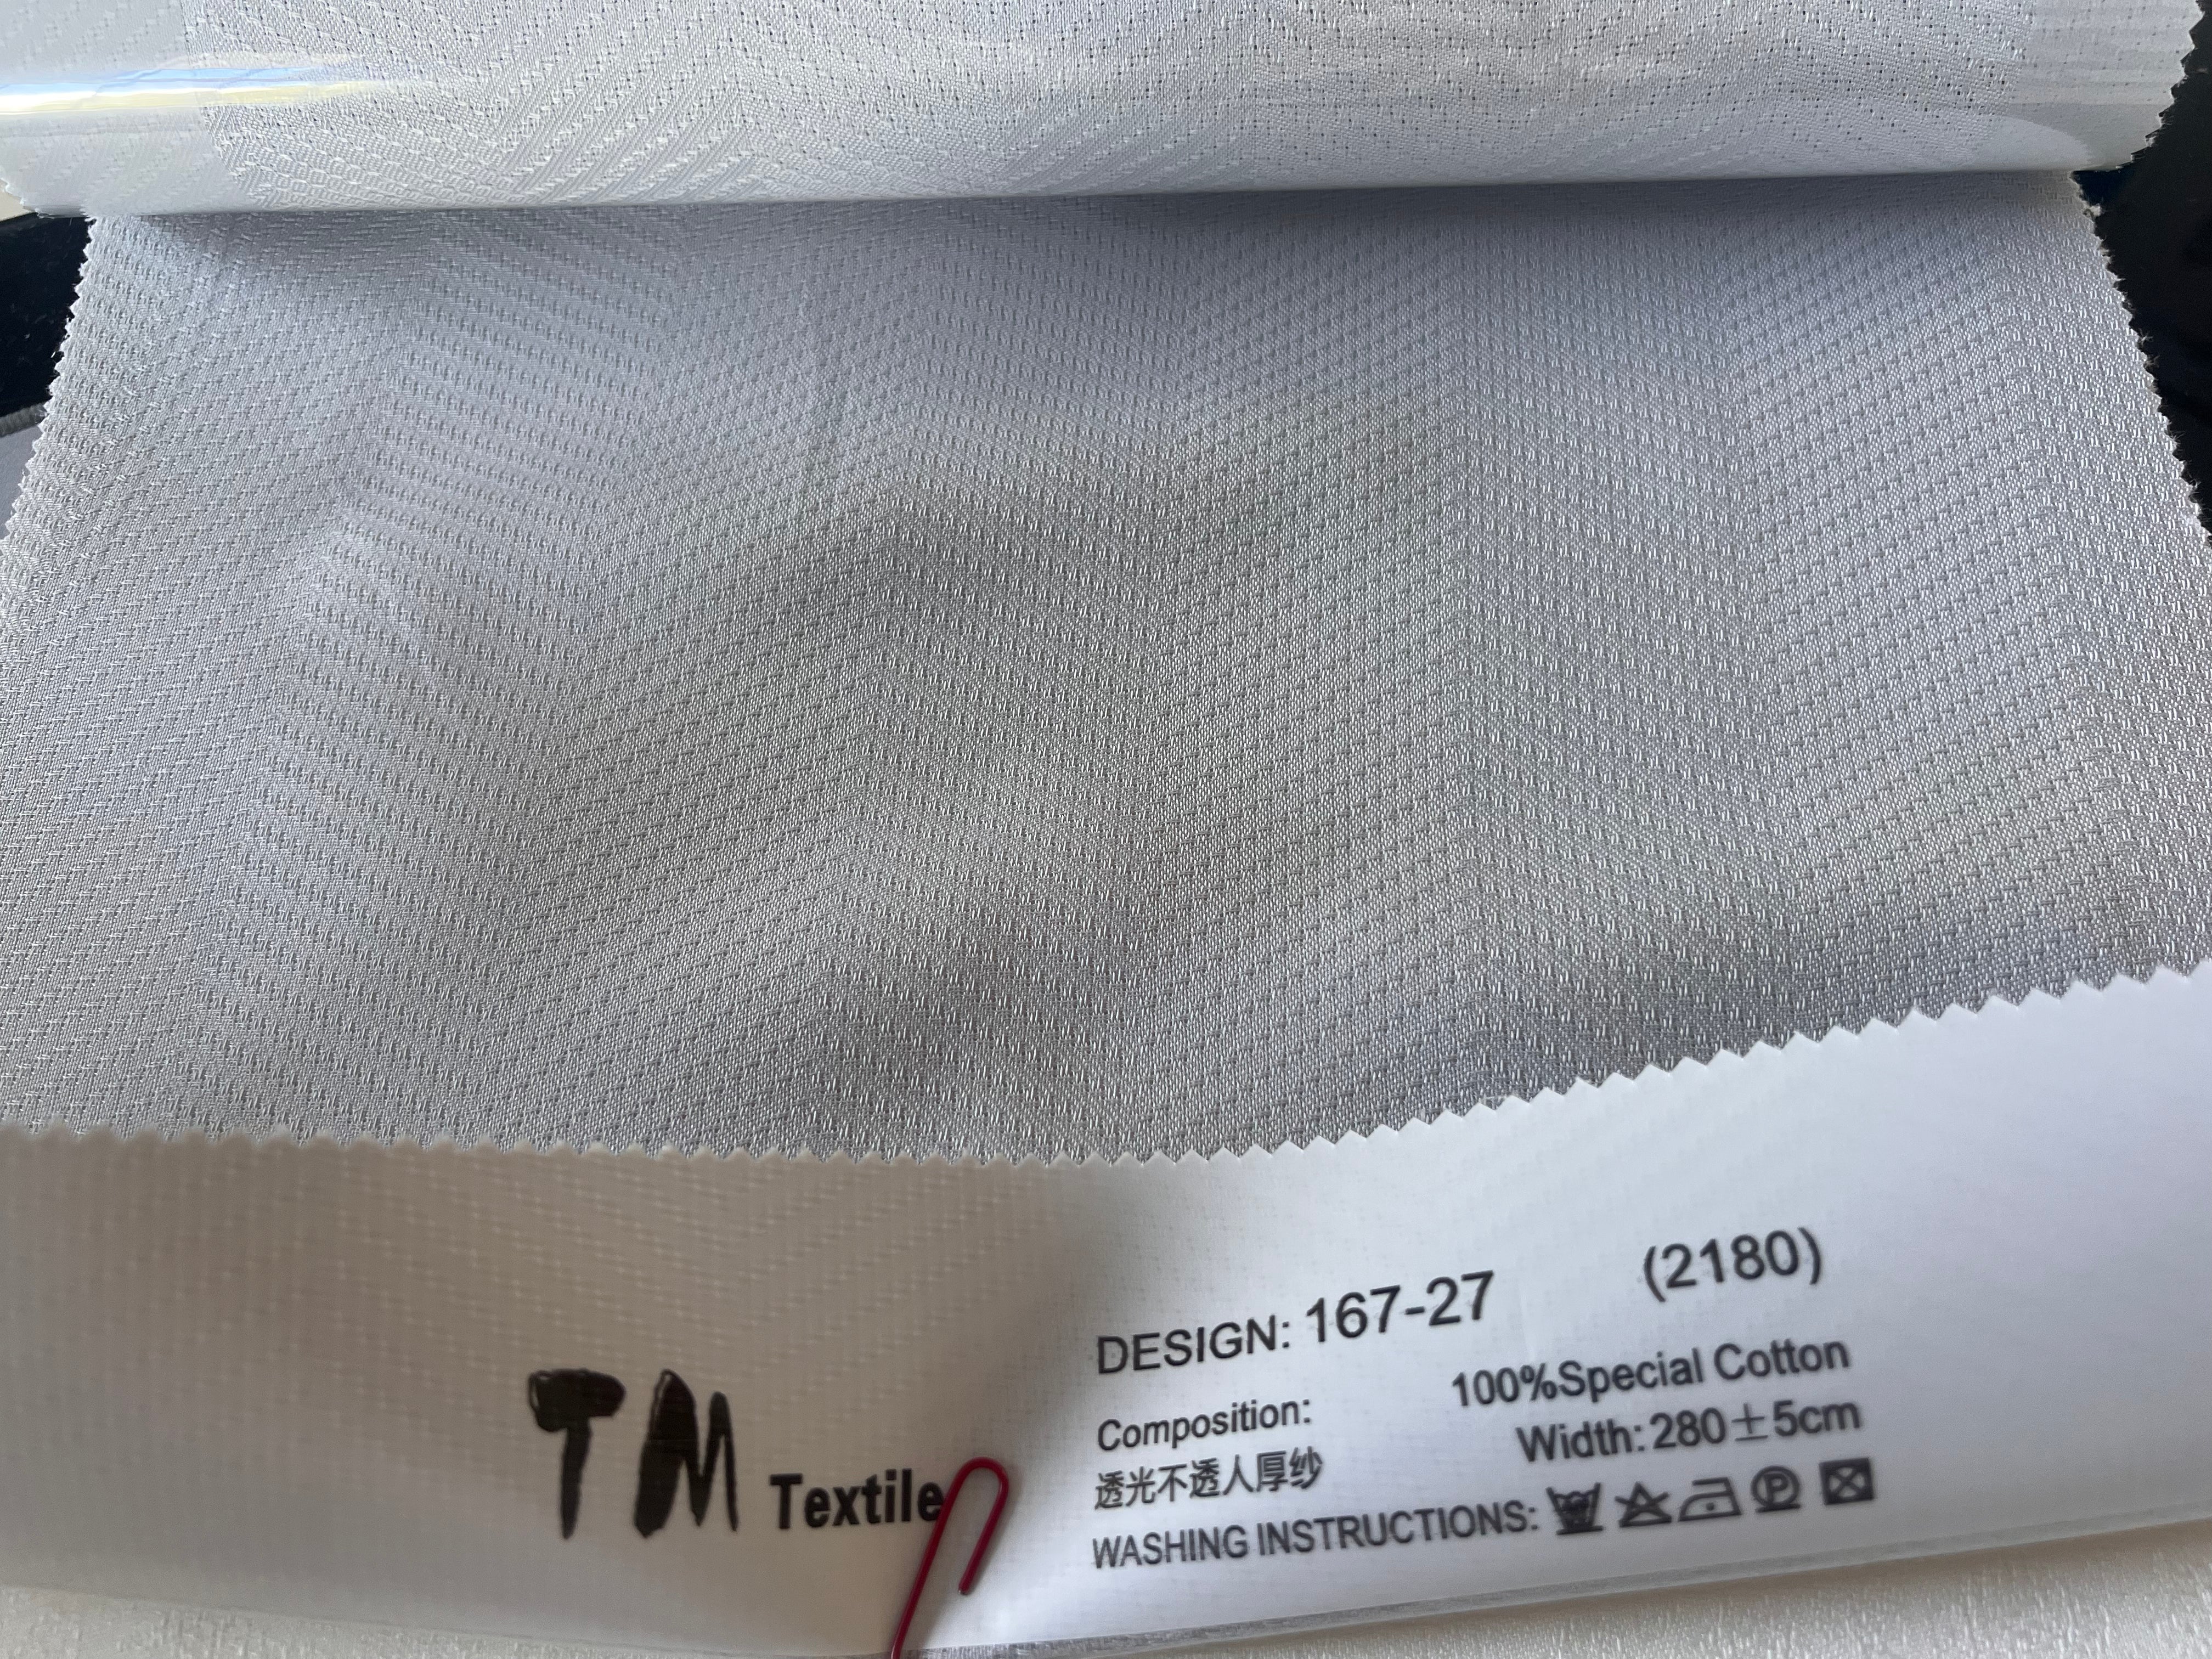 TM Textile
DESIGN: 167-27 (2180)
Composition: 100%Special Cotton
Width: 280±5cm
透光不透人厚纱
WASHING INSTRUCTIONS:
P